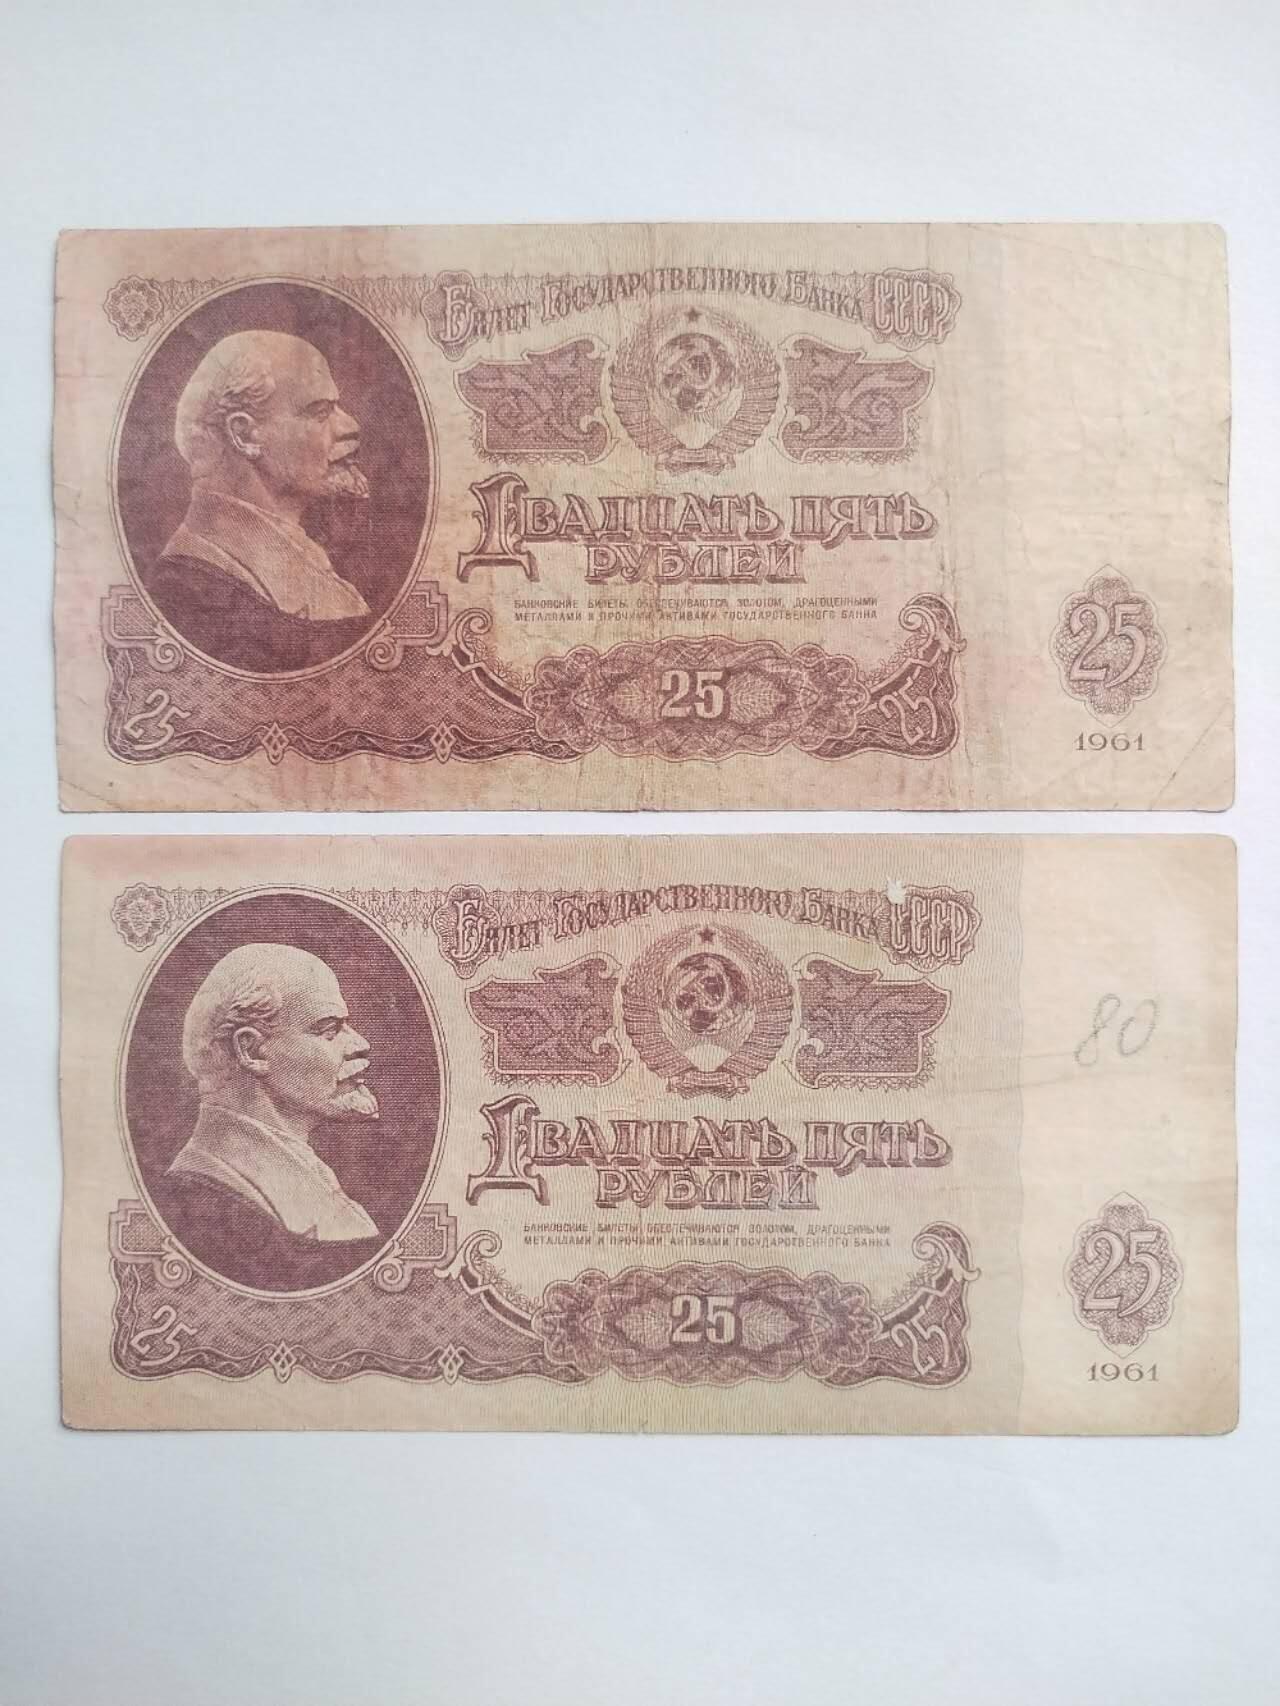 Билет Государственного Банка СССР
Двадцать пять
рублей
БАНКОВСКИЕ БИЛЕТЫ ОБЕСПЕЧИВАЮТСЯ ЗОЛОТОМ, ДРАГОЦЕННЫМИ
МЕТАЛЛАМИ И ПРОЧИМИ АКТИВАМИ ГОСУДАРСТВЕННОГО БАНКА
25
25
25
25
1961
Билет Государственного Банка СССР
80
Двадцать пять
рублей
БАНКОВСКИЕ БИЛЕТЫ ОБЕСПЕЧИВАЮТСЯ ЗОЛОТОМ, ДРАГОЦЕННЫМИ
МЕТАЛЛАМИ И ПРОЧИМИ АКТИВАМИ ГОСУДАРСТВЕННОГО БАНКА
25
25
25
25
1961